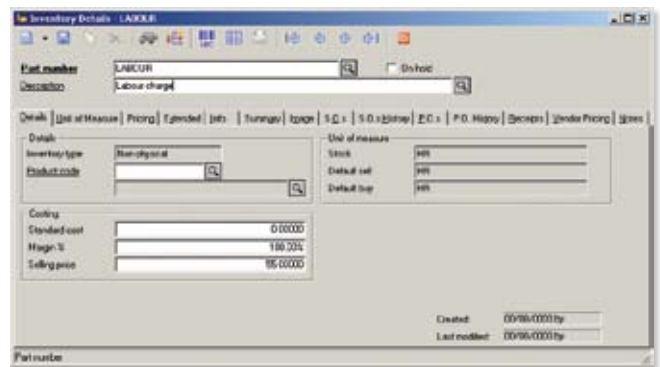 Inventory Details - LABOUR
Part number LABOUR On hold
Description Labour charge
Details Unit of Measure Pricing Extended Info. Summary Image S.O.s S.O.s History P.O.s P.O. History Receipts Vendor Pricing Notes
Details Unit of measure
Inventory type Non-physical Stock HR
Product code Default sell HR
Default buy HR
Costing
Standard cost 0.00000
Margin % 100.00%
Selling price 55.00000
Created: 00/00/0000 by
Last modified: 00/00/0000 by
Part number